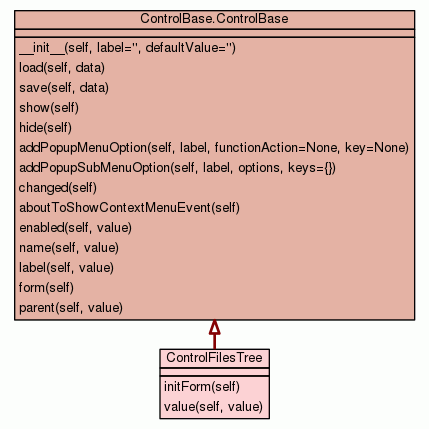 ControlBase.ControlBase
__init__(self, label='', defaultValue='')
load(self, data)
save(self, data)
show(self)
hide(self)
addPopupMenuOption(self, label, functionAction=None, key=None)
addPopupSubMenuOption(self, label, options, keys={})
changed(self)
aboutToShowContextMenuEvent(self)
enabled(self, value)
name(self, value)
label(self, value)
form(self)
parent(self, value)
ControlFilesTree
initForm(self)
value(self, value)